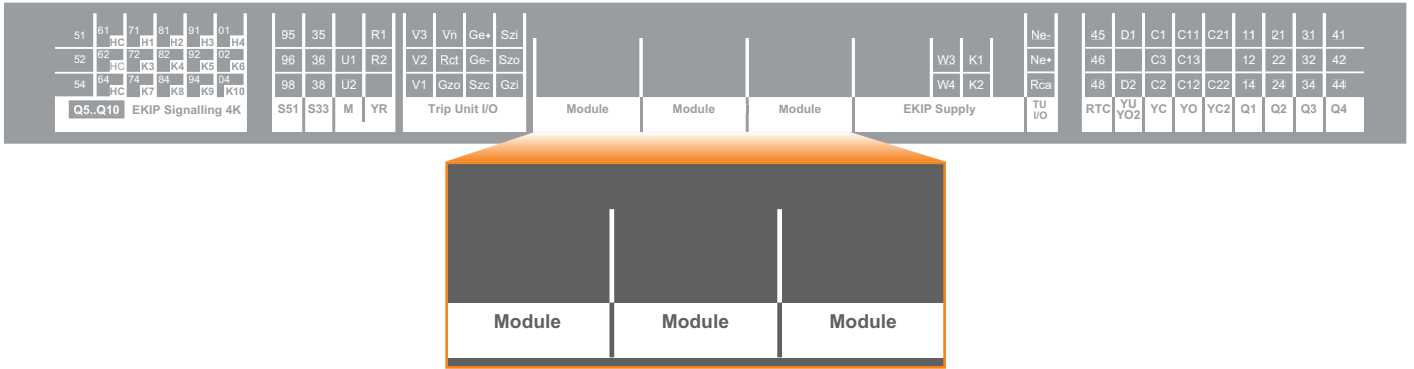 51 61 HC 71 H1 81 H2 91 H3 01 H4 95 35 R1 V3 Vn Ge+ Szi Ne- 45 D1 C1 C11 C21 11 21 31 41
52 62 HC 72 K3 82 K4 92 K5 02 K6 96 36 U1 R2 V2 Rct Ge- Szo W3 K1 Ne+ 46 C3 C13 12 22 32 42
54 64 HC 74 K7 84 K8 94 K9 04 K10 98 38 U2 V1 Gzo Szc Gzi W4 K2 Rca 48 D2 C2 C12 C22 14 24 34 44
Q5..Q10 EKIP Signalling 4K S51 S33 M YR Trip Unit I/O Module Module Module EKIP Supply TU I/O RTC YU YO2 YC YO YC2 Q1 Q2 Q3 Q4
Module Module Module